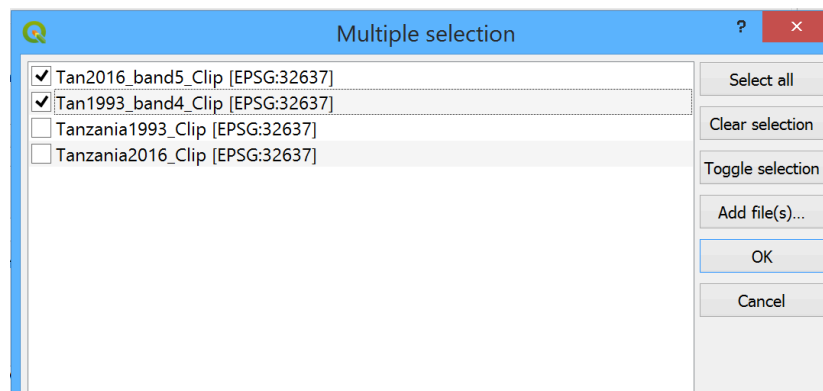 Multiple selection
?
Tan2016_band5_Clip [EPSG:32637]
Tan1993_band4_Clip [EPSG:32637]
Tanzania1993_Clip [EPSG:32637]
Tanzania2016_Clip [EPSG:32637]
Select all
Clear selection
Toggle selection
Add file(s)...
OK
Cancel